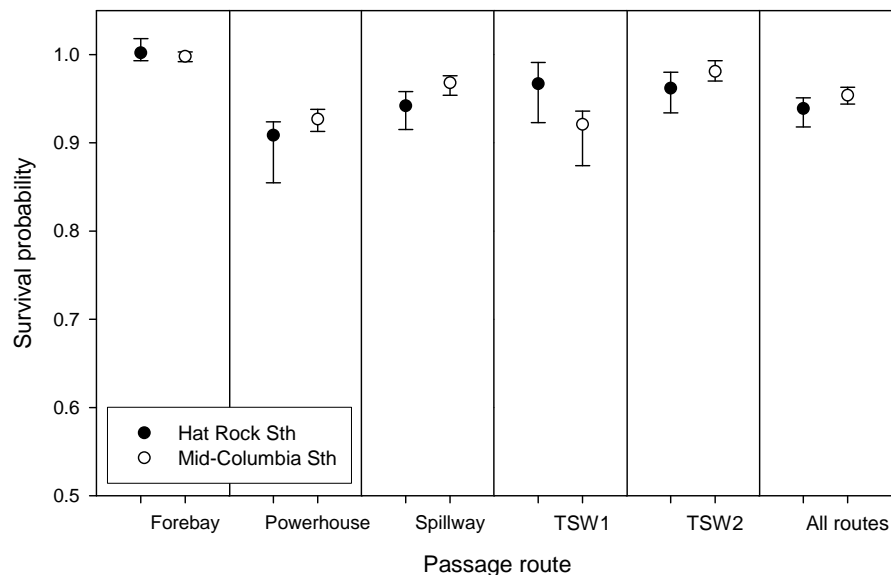 Survival probability
1.0
0.9
0.8
0.7
0.6
0.5
Hat Rock Sth
Mid-Columbia Sth
Forebay Powerhouse Spillway TSW1 TSW2 All routes
Passage route